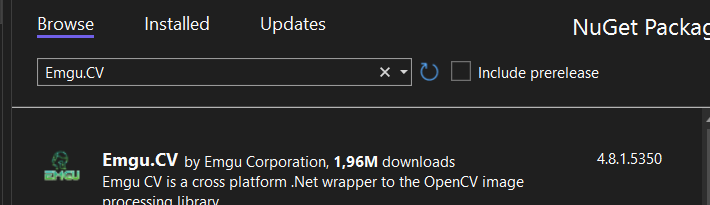 Browse Installed Updates NuGet Packag
Emgu.CV Include prerelease
Emgu.CV by Emgu Corporation, 1,96M downloads 4.8.1.5350
EMGU
Emgu CV is a cross platform .Net wrapper to the OpenCV image
processing library